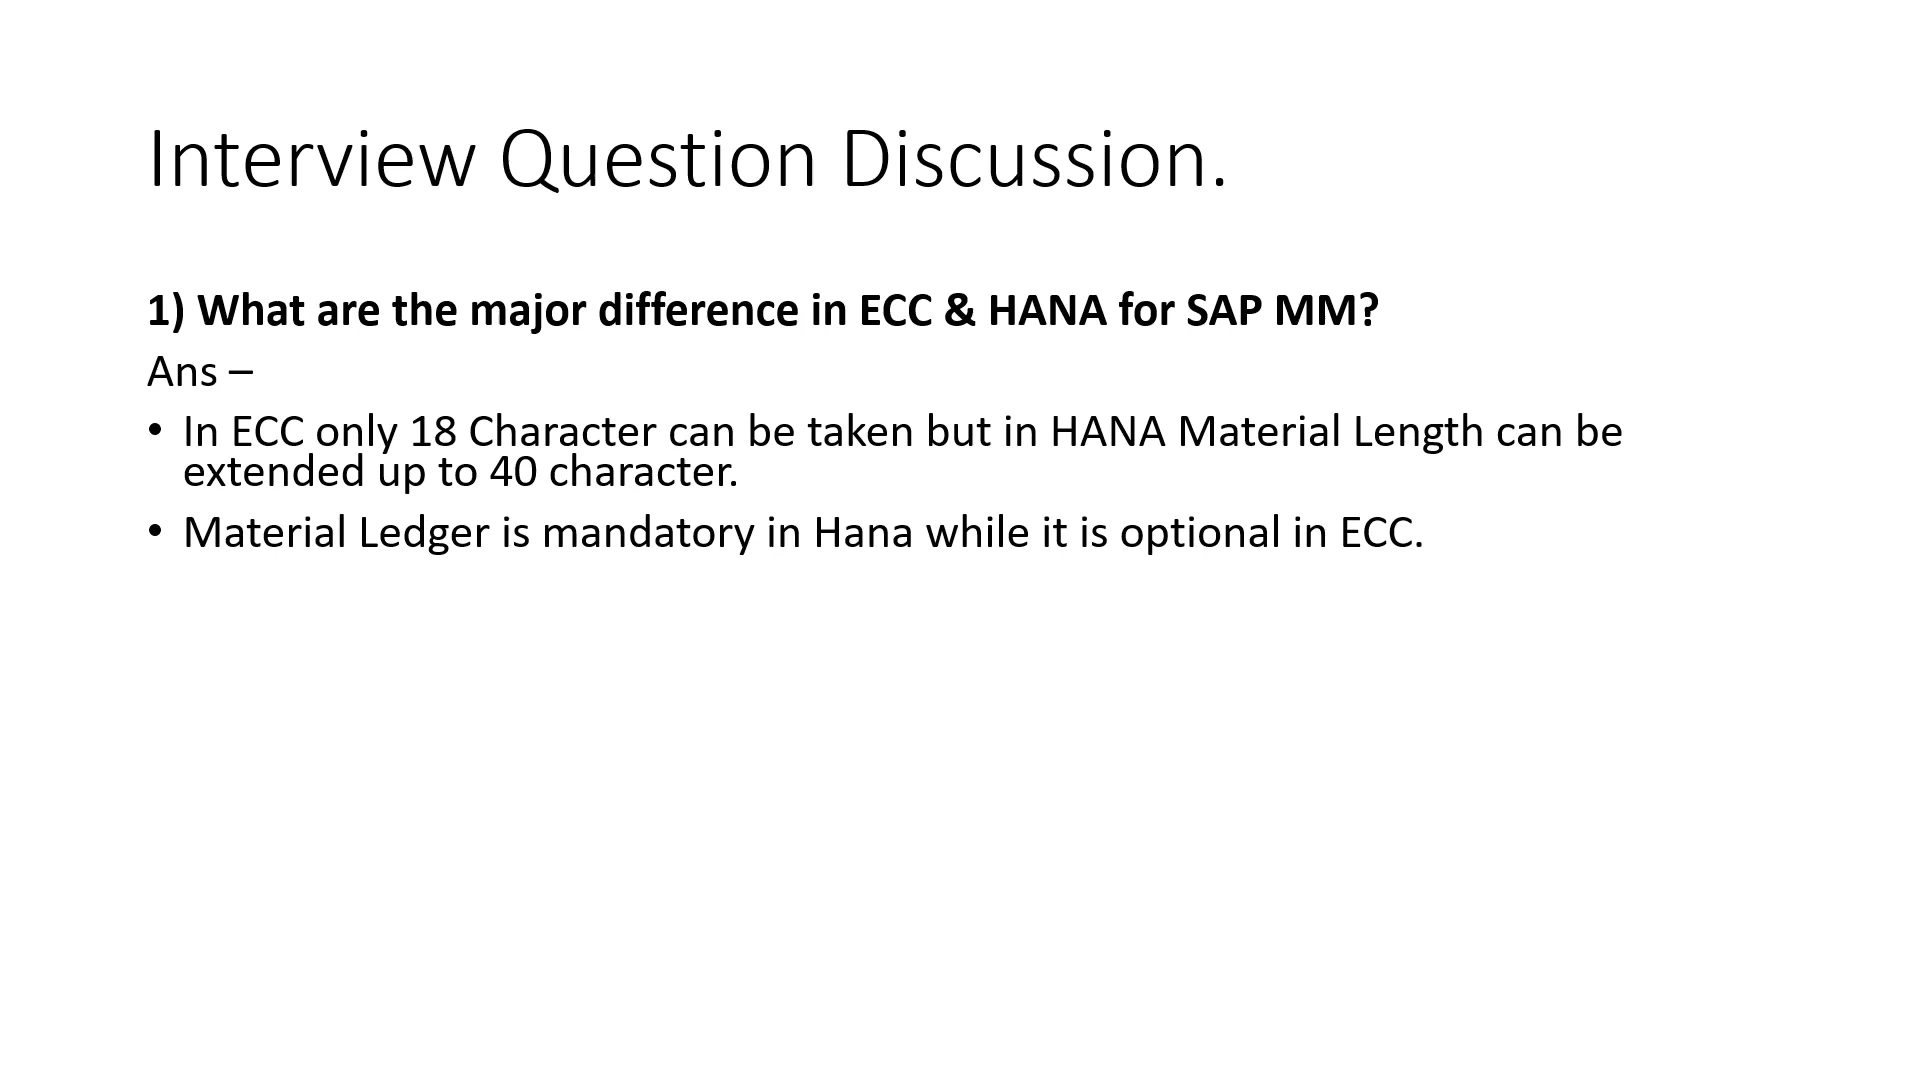 Interview Question Discussion.
1) What are the major difference in ECC & HANA for SAP MM?
Ans –
• In ECC only 18 Character can be taken but in HANA Material Length can be
extended up to 40 character.
• Material Ledger is mandatory in Hana while it is optional in ECC.